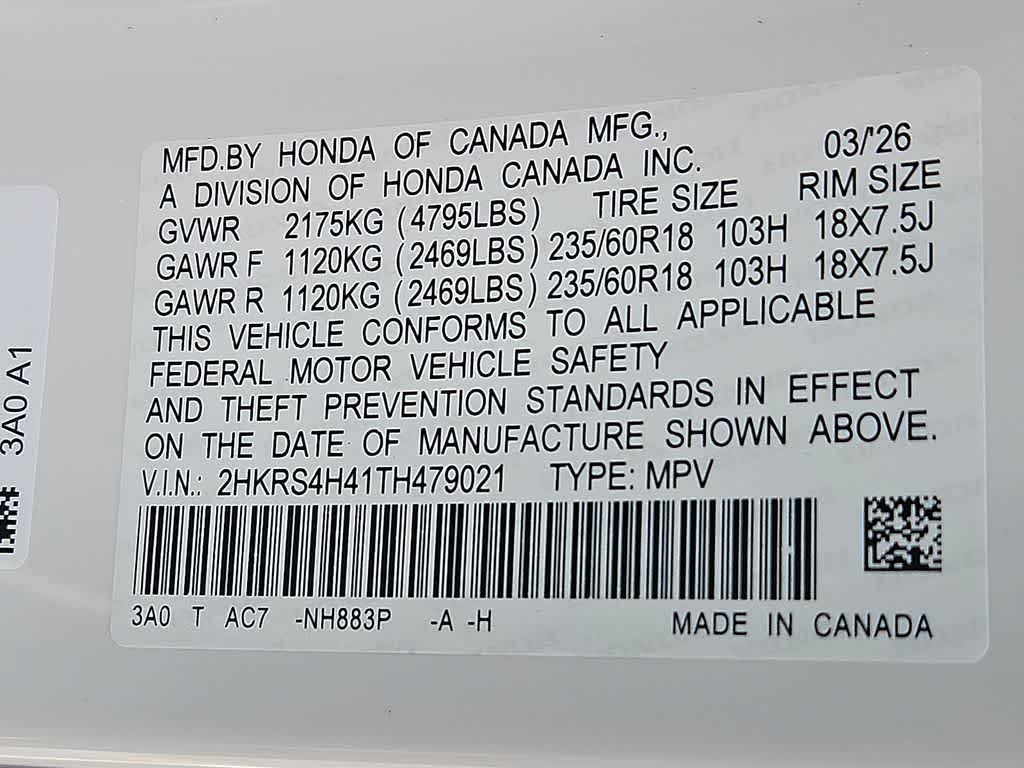 MFD.BY HONDA OF CANADA MFG., 03/'26
A DIVISION OF HONDA CANADA INC.
GVWR 2175KG (4795LBS) TIRE SIZE RIM SIZE
GAWR F 1120KG (2469LBS) 235/60R18 103H 18X7.5J
GAWR R 1120KG (2469LBS) 235/60R18 103H 18X7.5J
THIS VEHICLE CONFORMS TO ALL APPLICABLE
FEDERAL MOTOR VEHICLE SAFETY
AND THEFT PREVENTION STANDARDS IN EFFECT
ON THE DATE OF MANUFACTURE SHOWN ABOVE.
V.I.N.: 2HKRS4H41TH479021 TYPE: MPV
3A0 T AC7 -NH883P -A -H MADE IN CANADA
3A0 A1